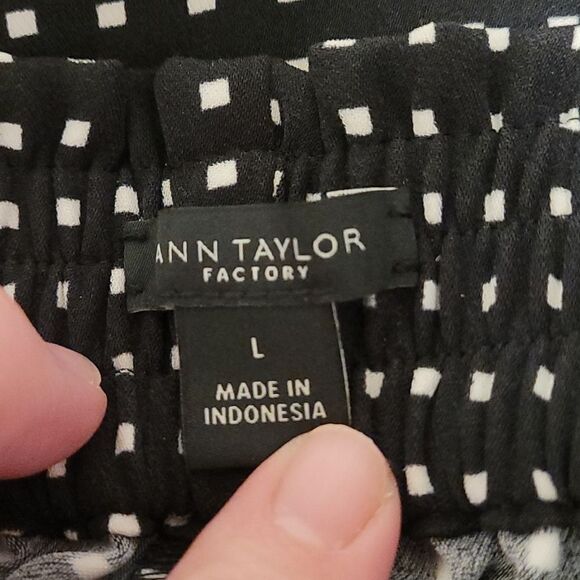 ANN TAYLOR
FACTORY
L
MADE IN
INDONESIA